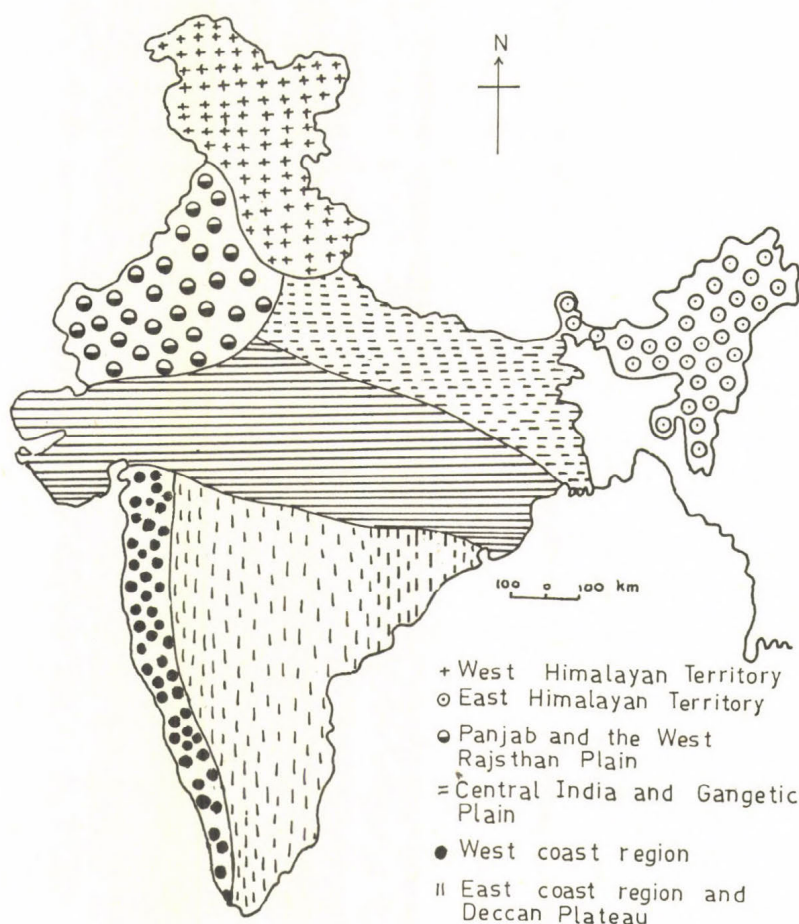 N
100 0 100 km
+ West Himalayan Territory
⊙ East Himalayan Territory
◒ Panjab and the West
Rajsthan Plain
= Central India and Gangetic
Plain
● West coast region
॥ East coast region and
Deccan Plateau